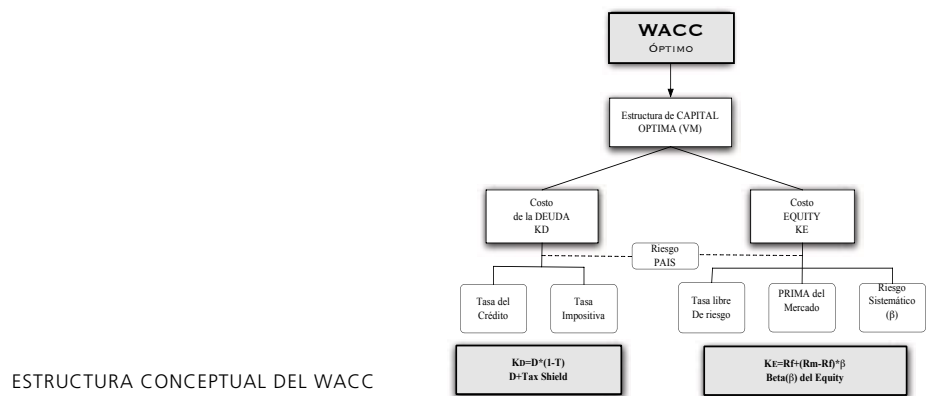 WACC
ÓPTIMO
Estructura de CAPITAL
OPTIMA (VM)
Costo
de la DEUDA
KD
Costo
EQUITY
KE
Riesgo
PAIS
Tasa del
Crédito
Tasa
Impositiva
Tasa libre
De riesgo
PRIMA del
Mercado
Riesgo
Sistemático
(β)
KD=D*(1-T)
D+Tax Shield
KE=Rf+(Rm-Rf)*β
Beta(β) del Equity
ESTRUCTURA CONCEPTUAL DEL WACC